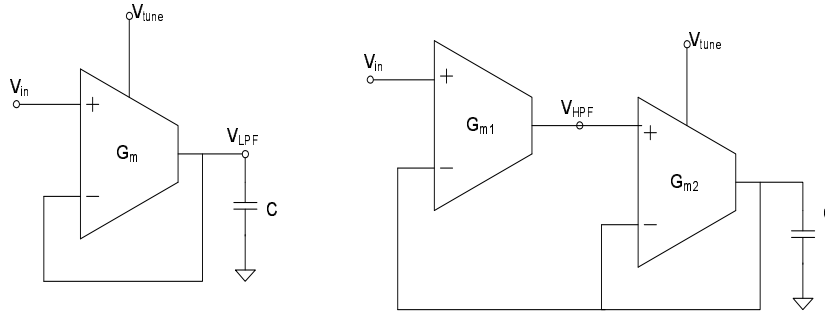 Vtune
Vin
+
Gm
−
VLPF
C
Vtune
Vin
+
Gm1
−
VHPF
+
Gm2
−